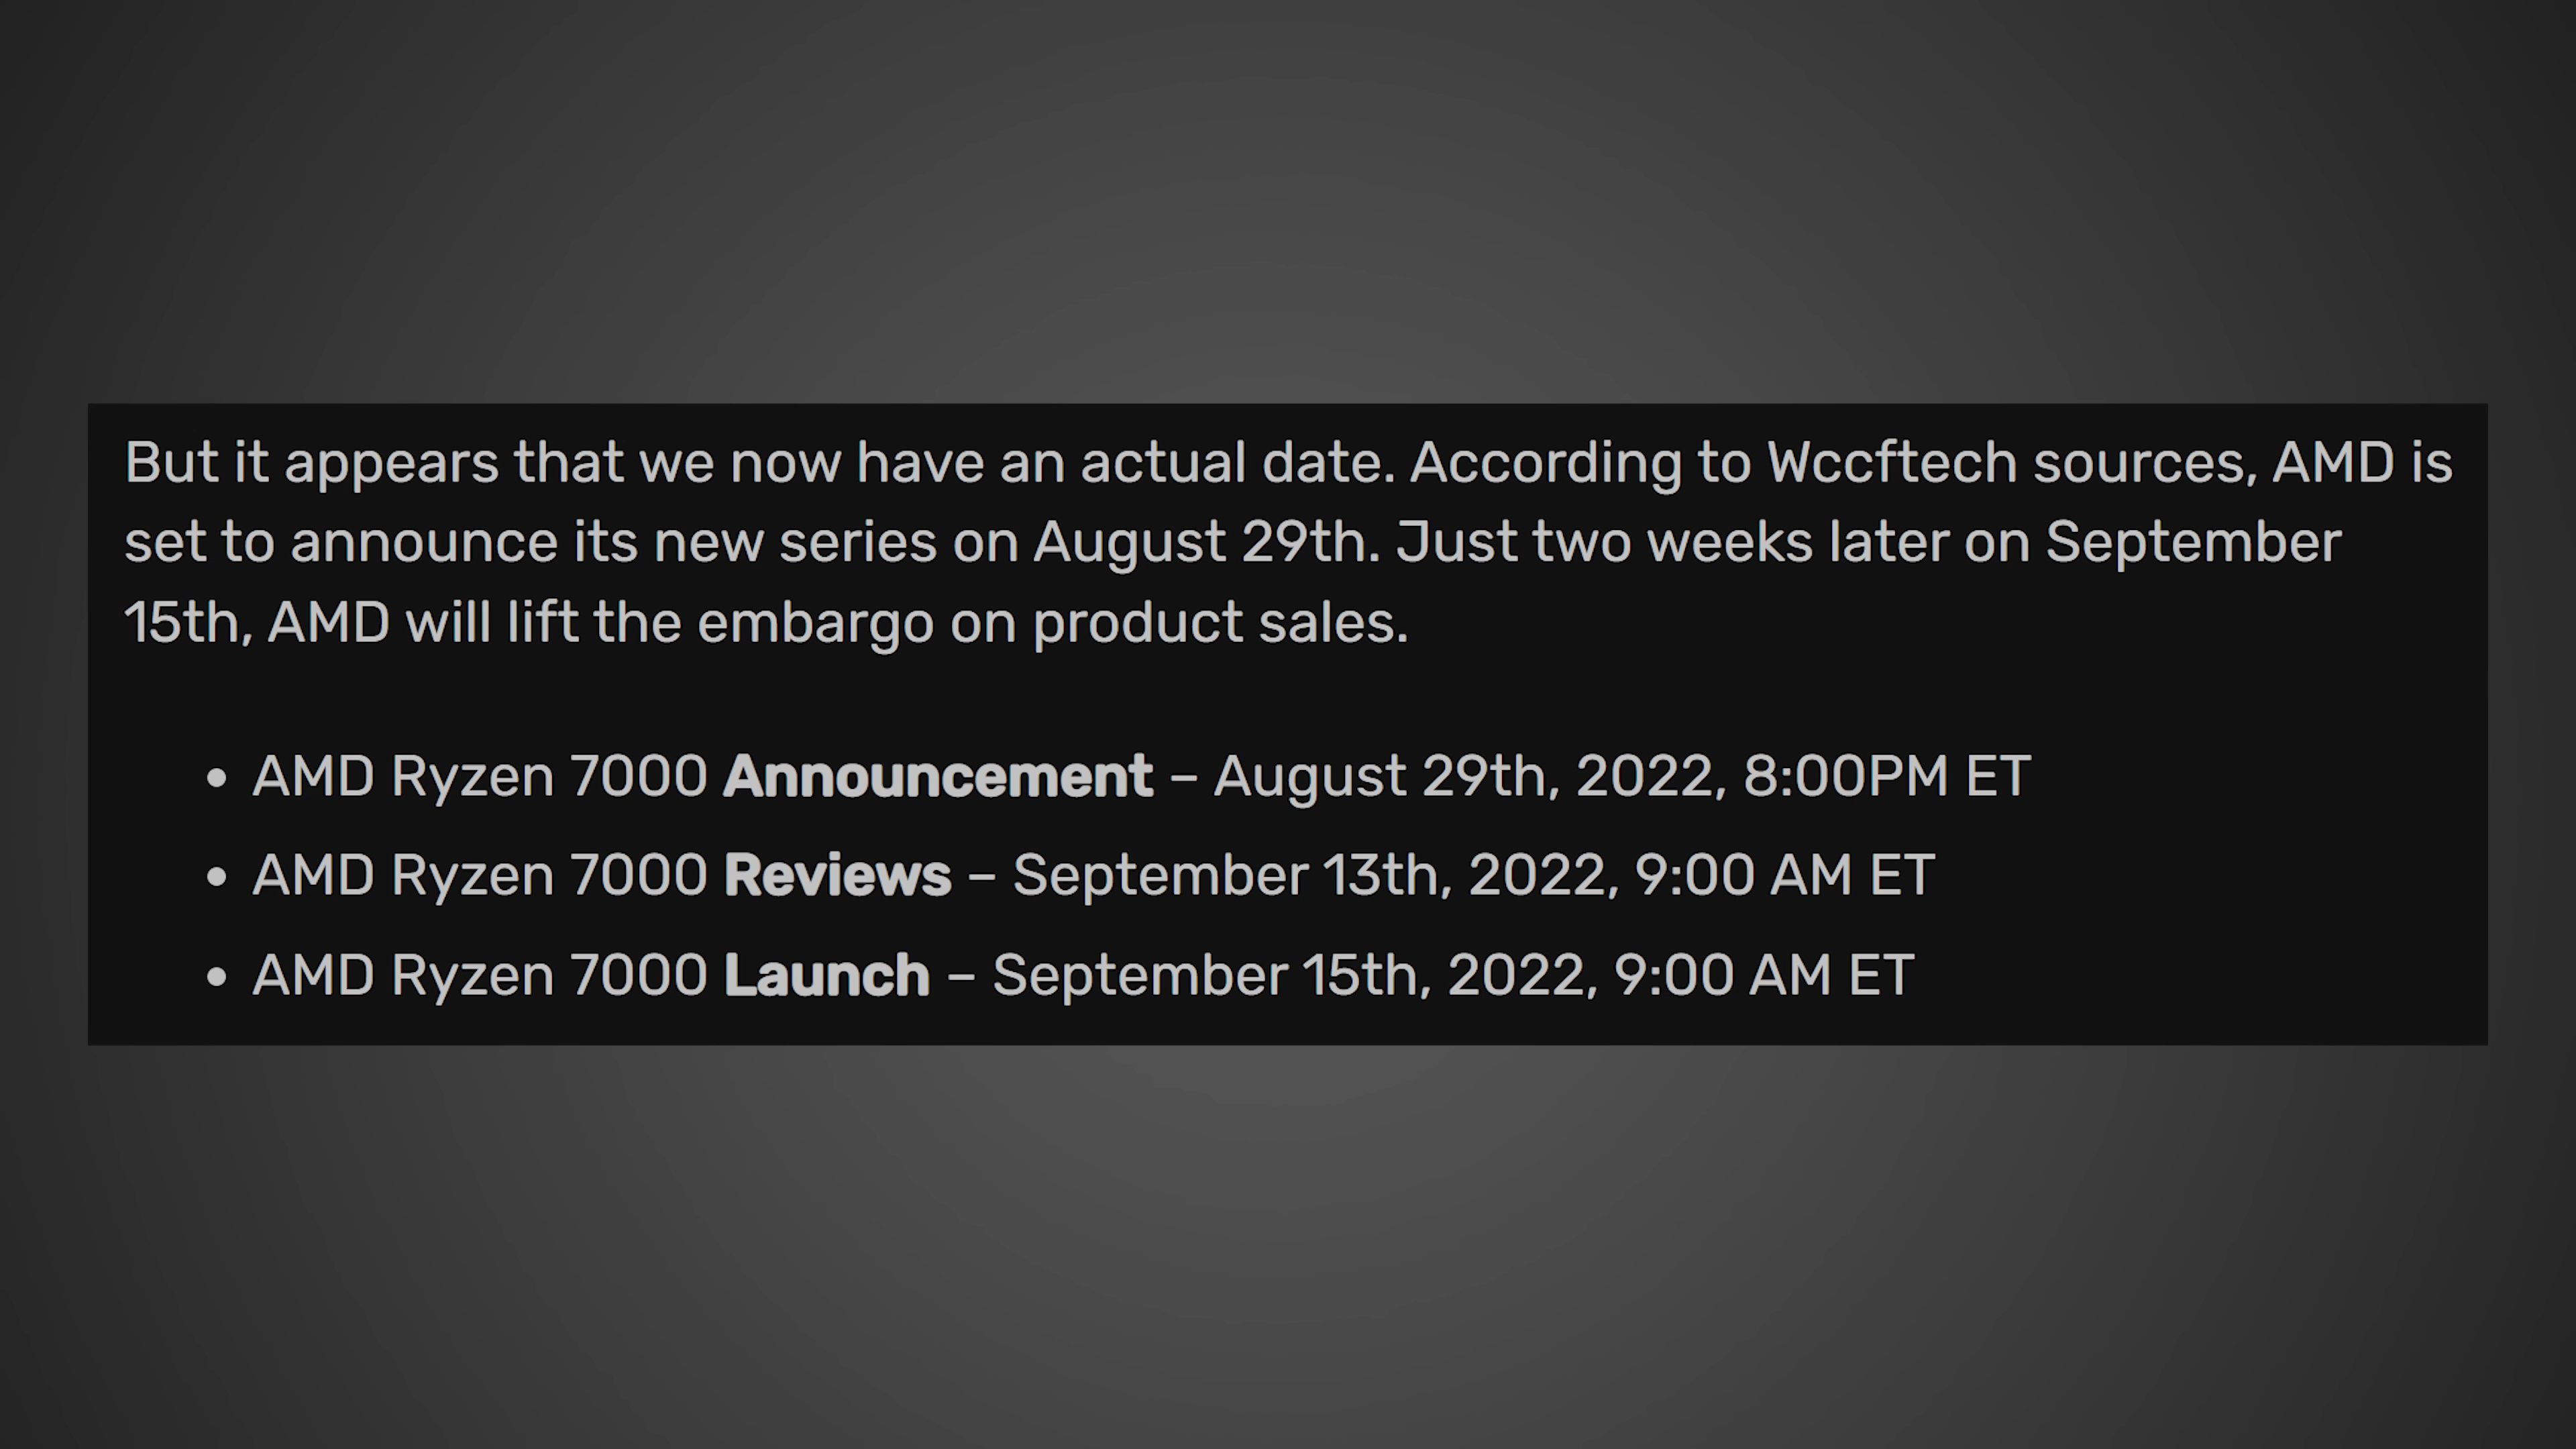 But it appears that we now have an actual date. According to Wccftech sources, AMD is
set to announce its new series on August 29th. Just two weeks later on September
15th, AMD will lift the embargo on product sales.
• AMD Ryzen 7000 Announcement – August 29th, 2022, 8:00PM ET
• AMD Ryzen 7000 Reviews – September 13th, 2022, 9:00 AM ET
• AMD Ryzen 7000 Launch – September 15th, 2022, 9:00 AM ET